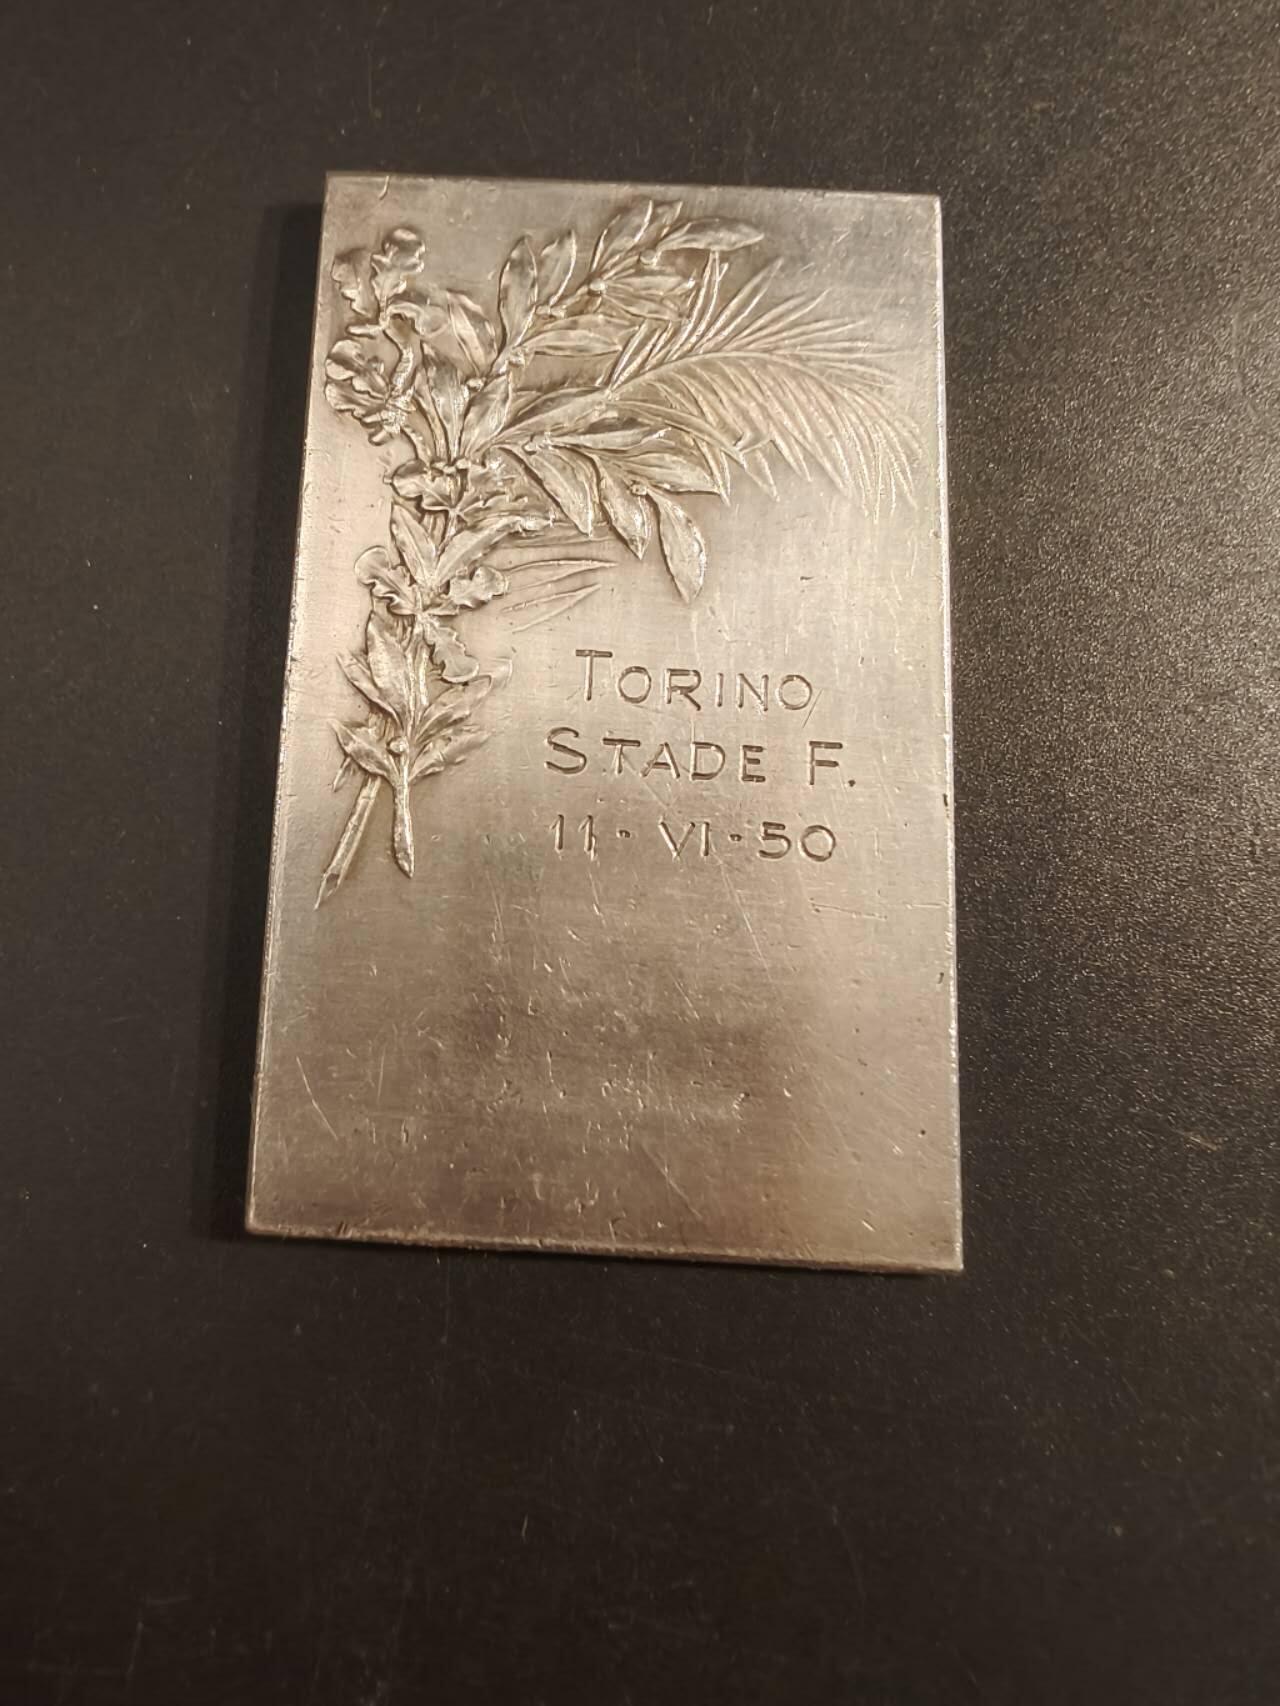 TORINO
STADE F.
11 · VI · 50